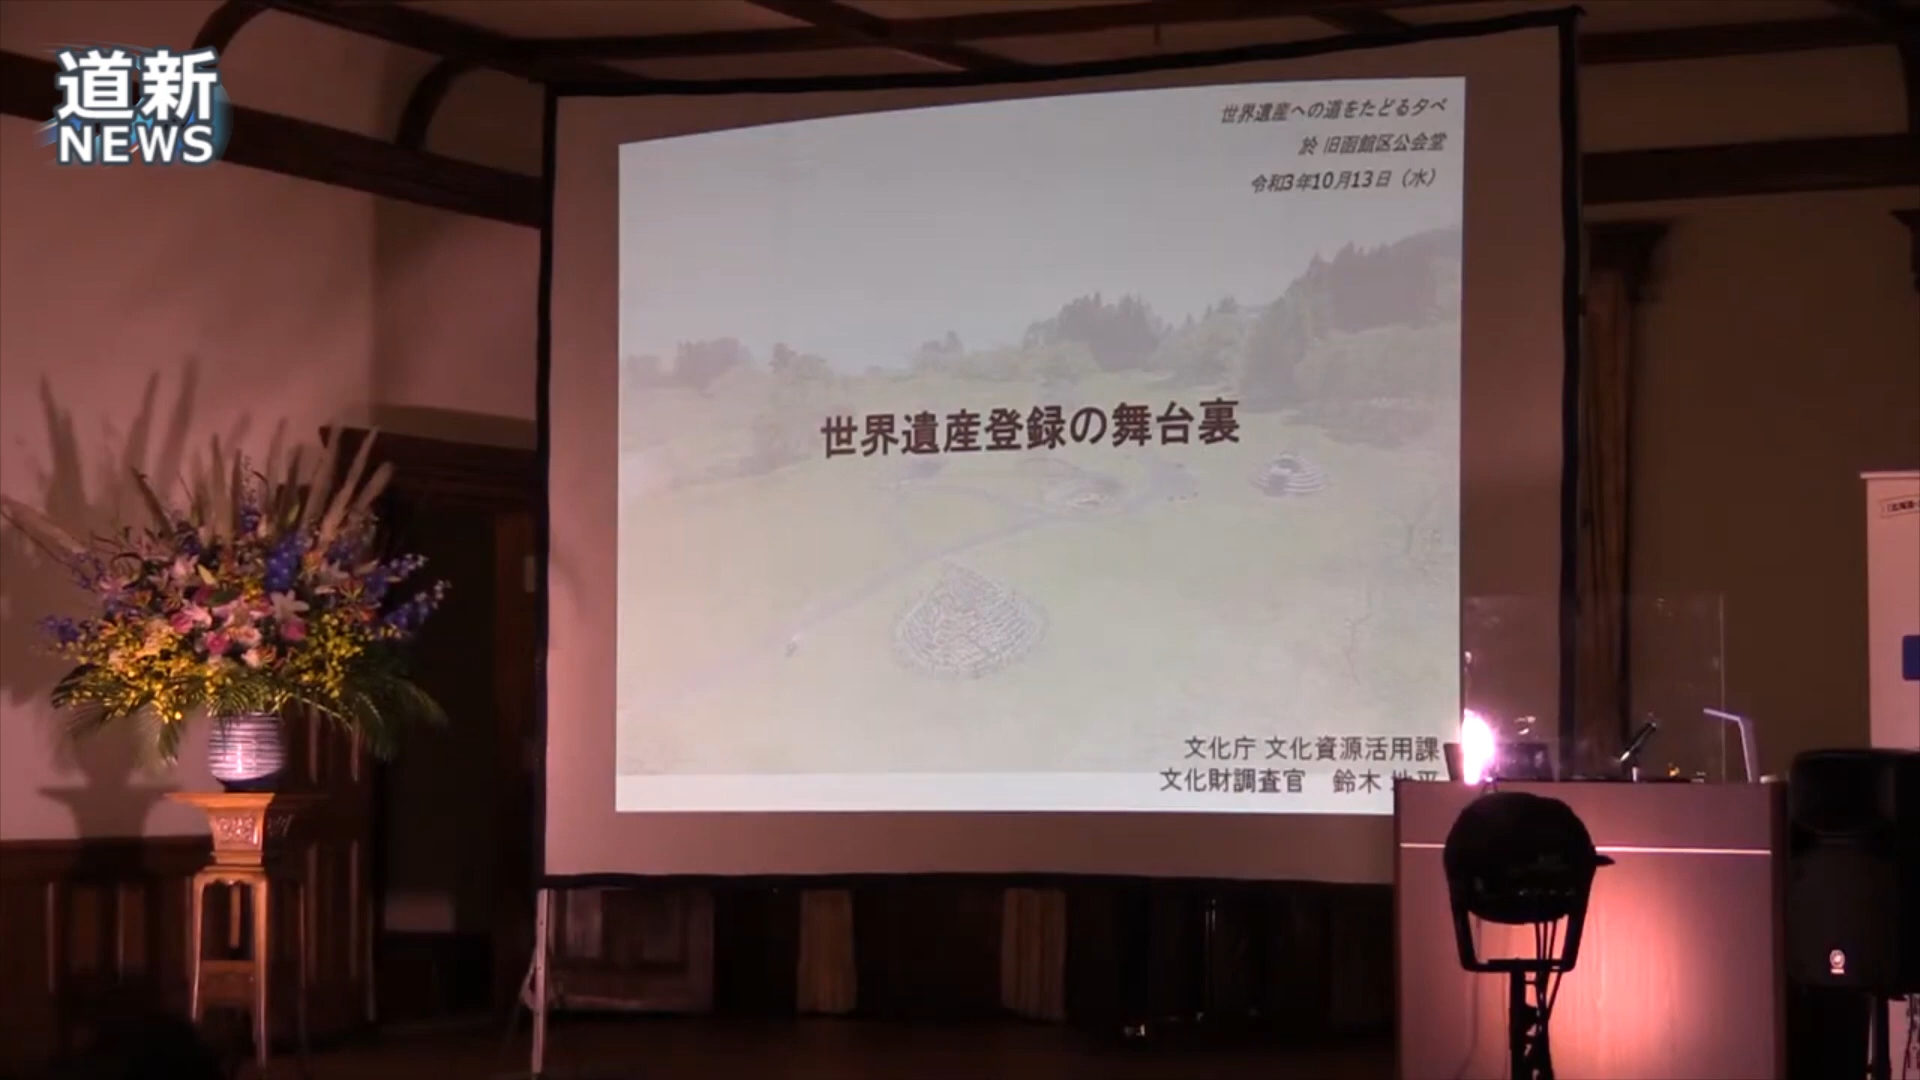 道新
NEWS
世界遺産への道をたどる夕べ
於 旧函館区公会堂
令和3年10月13日（水）
世界遺産登録の舞台裏
文化庁 文化資源活用課
文化財調査官　鈴木